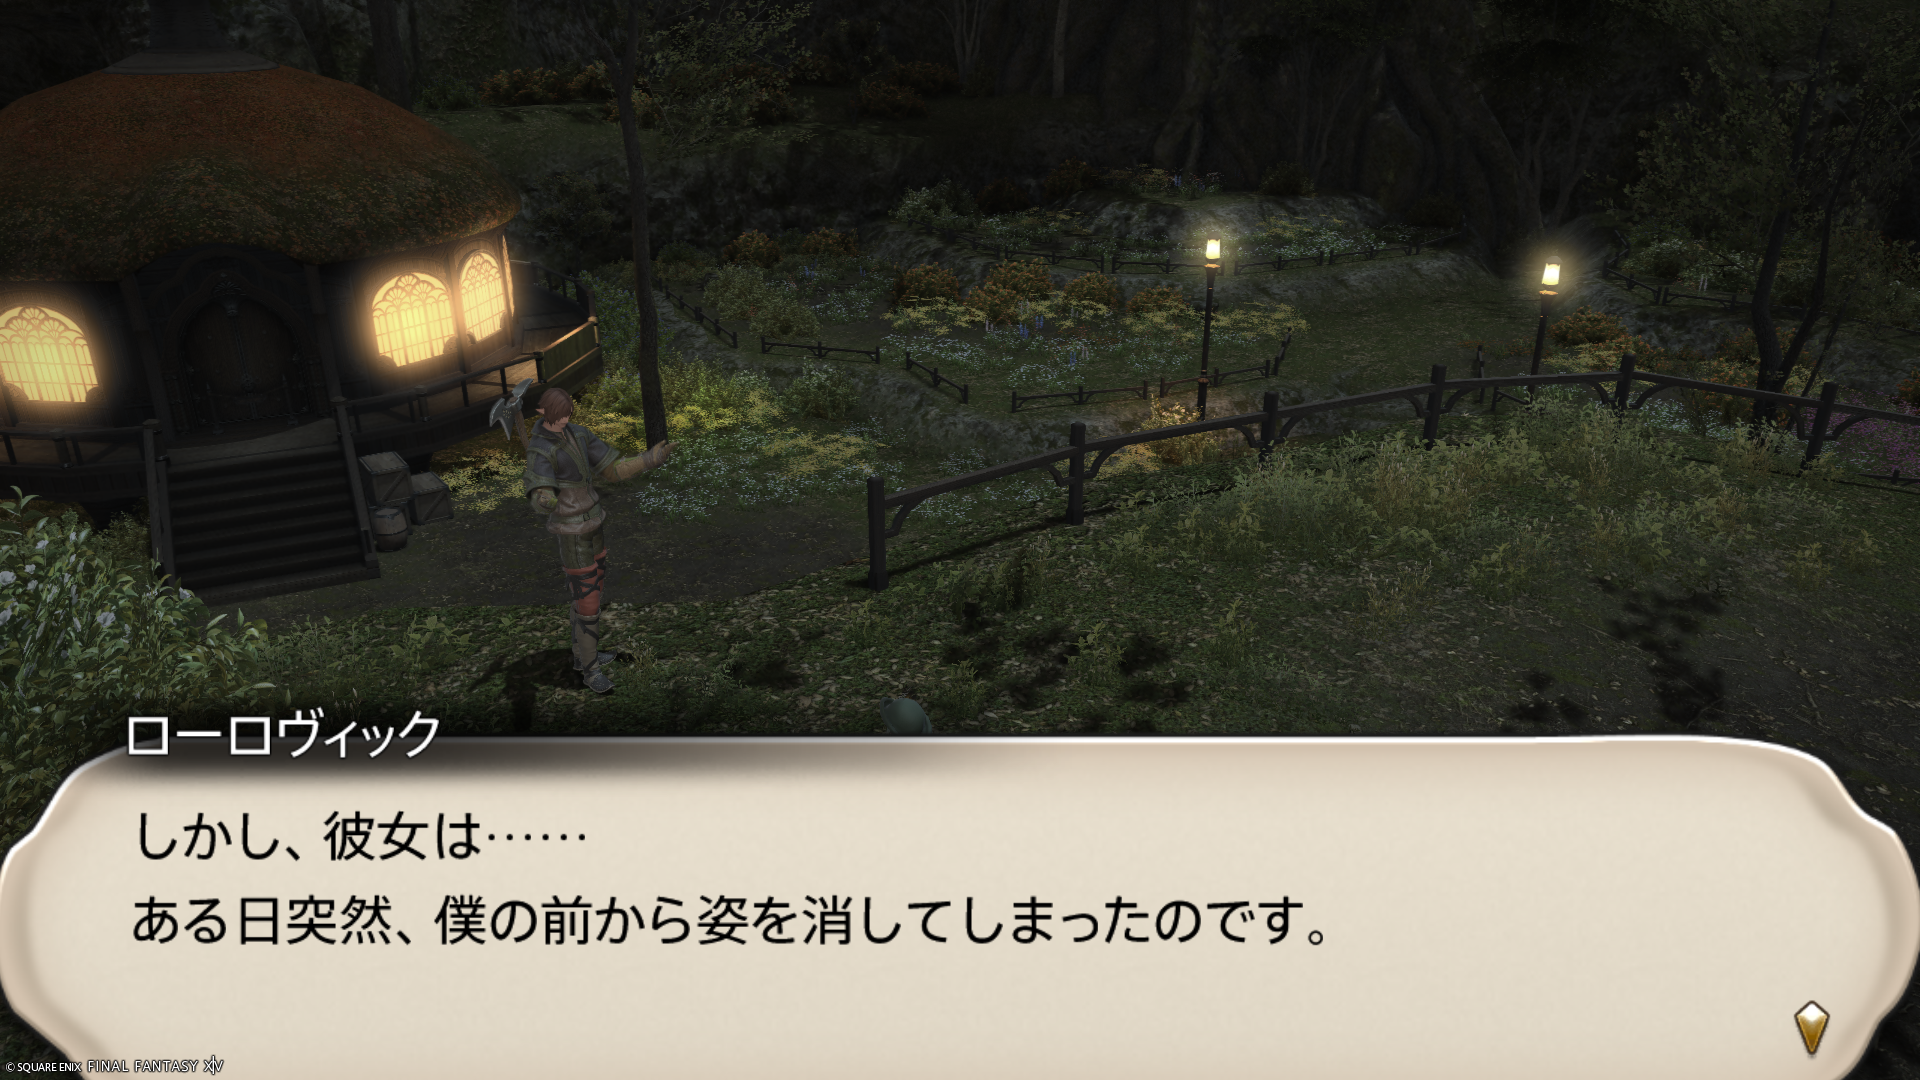 ローロヴィック
しかし、彼女は……
ある日突然、僕の前から姿を消してしまったのです。
© SQUARE ENIX FINAL FANTASY XIV